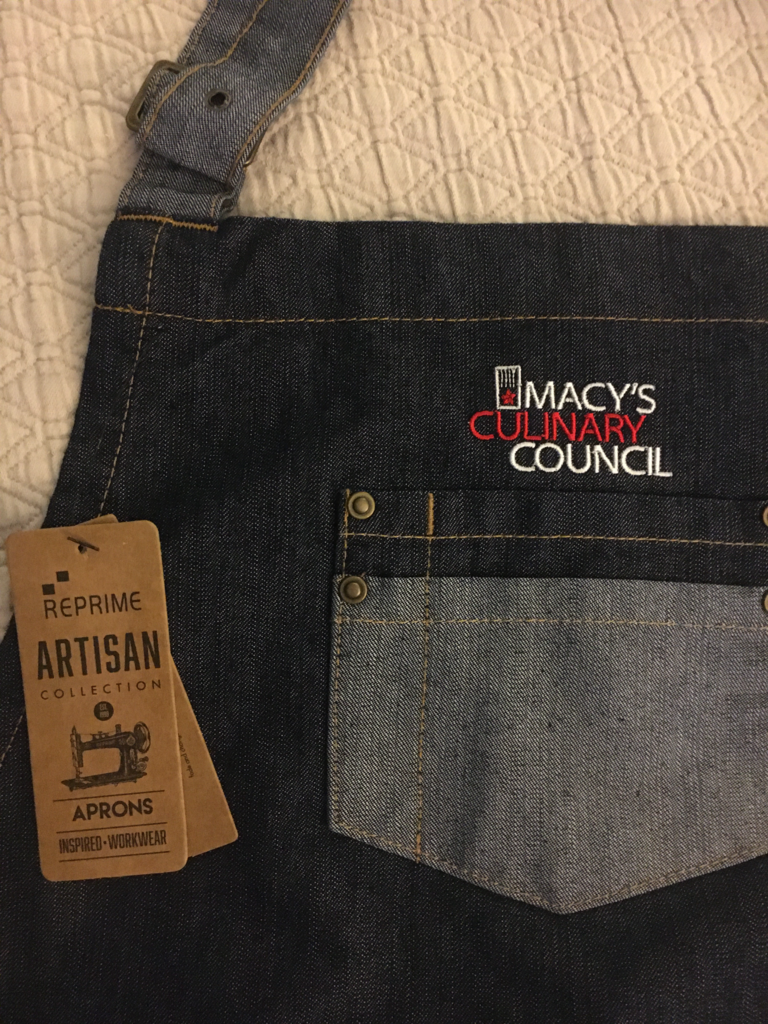 MACY'S
CULINARY
COUNCIL
REPRIME
ARTISAN
COLLECTION
APRONS
INSPIRED • WORKWEAR